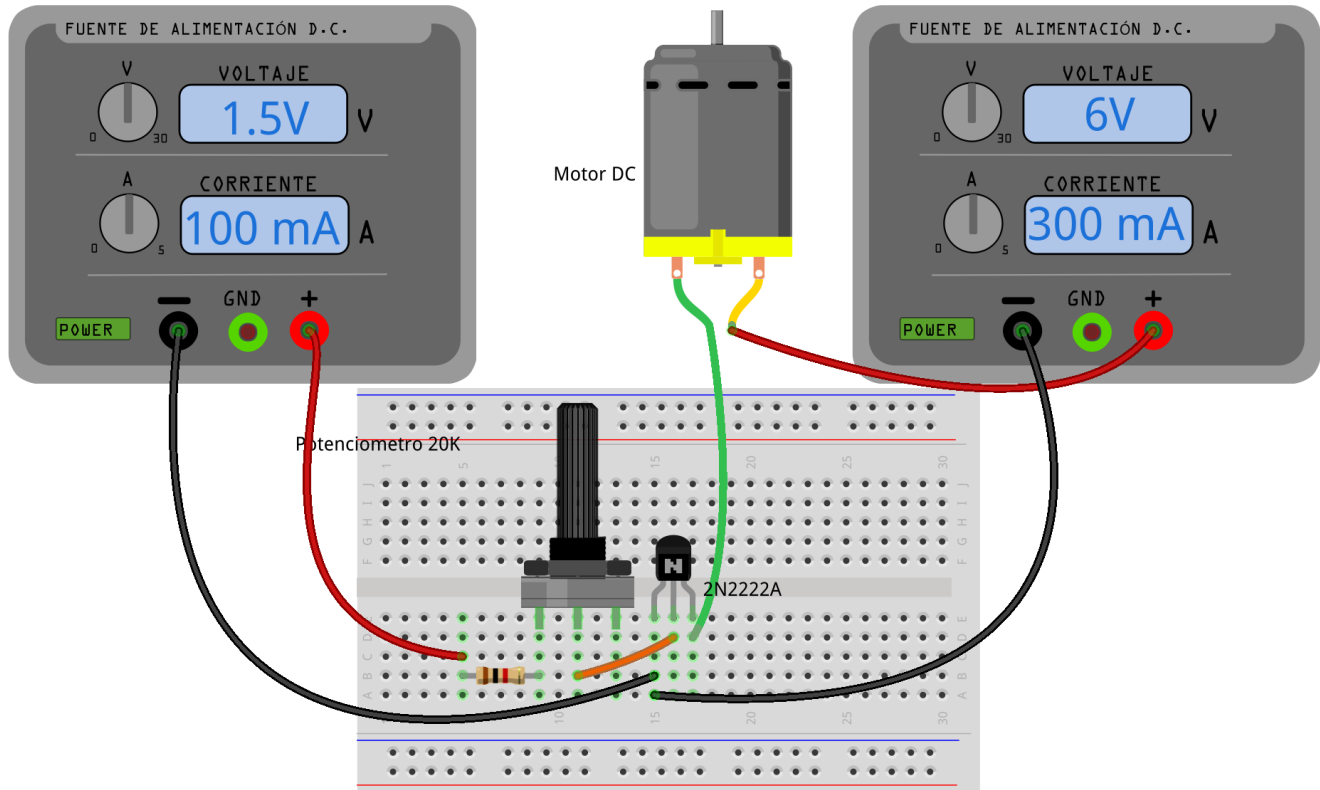 FUENTE DE ALIMENTACIÓN D.C.
V
VOLTAJE
1.5V
V
0
30
A
CORRIENTE
100 mA
A
0
5
GND
+
POWER
Motor DC
FUENTE DE ALIMENTACIÓN D.C.
V
VOLTAJE
6V
V
0
30
A
CORRIENTE
300 mA
A
0
5
GND
+
POWER
Potenciometro 20K
1
5
15
20
25
30
J
I
H
G
F
N
2N2222A
E
D
C
B
A
E
D
C
B
A
10
15
20
25
30